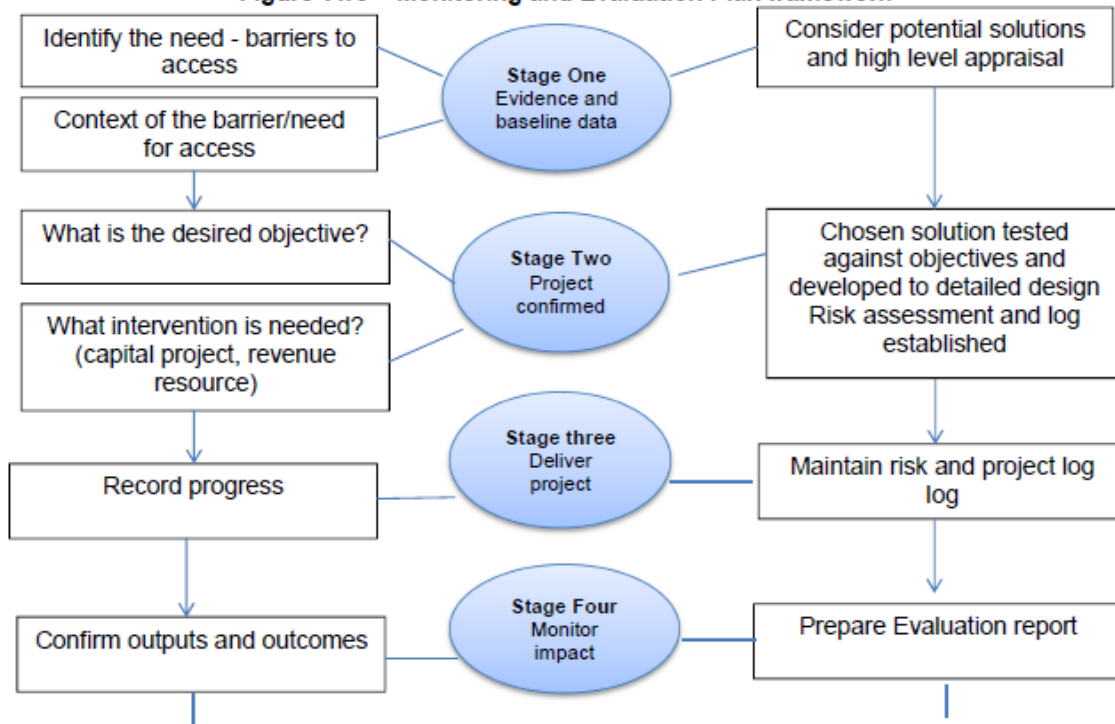 Identify the need - barriers to
access
Consider potential solutions
and high level appraisal
Stage One
Evidence and
baseline data
Context of the barrier/need
for access
What is the desired objective?
Stage Two
Project
confirmed
Chosen solution tested
against objectives and
developed to detailed design
Risk assessment and log
established
What intervention is needed?
(capital project, revenue
resource)
Stage three
Deliver
project
Record progress
Maintain risk and project log
log
Stage Four
Monitor
impact
Confirm outputs and outcomes
Prepare Evaluation report